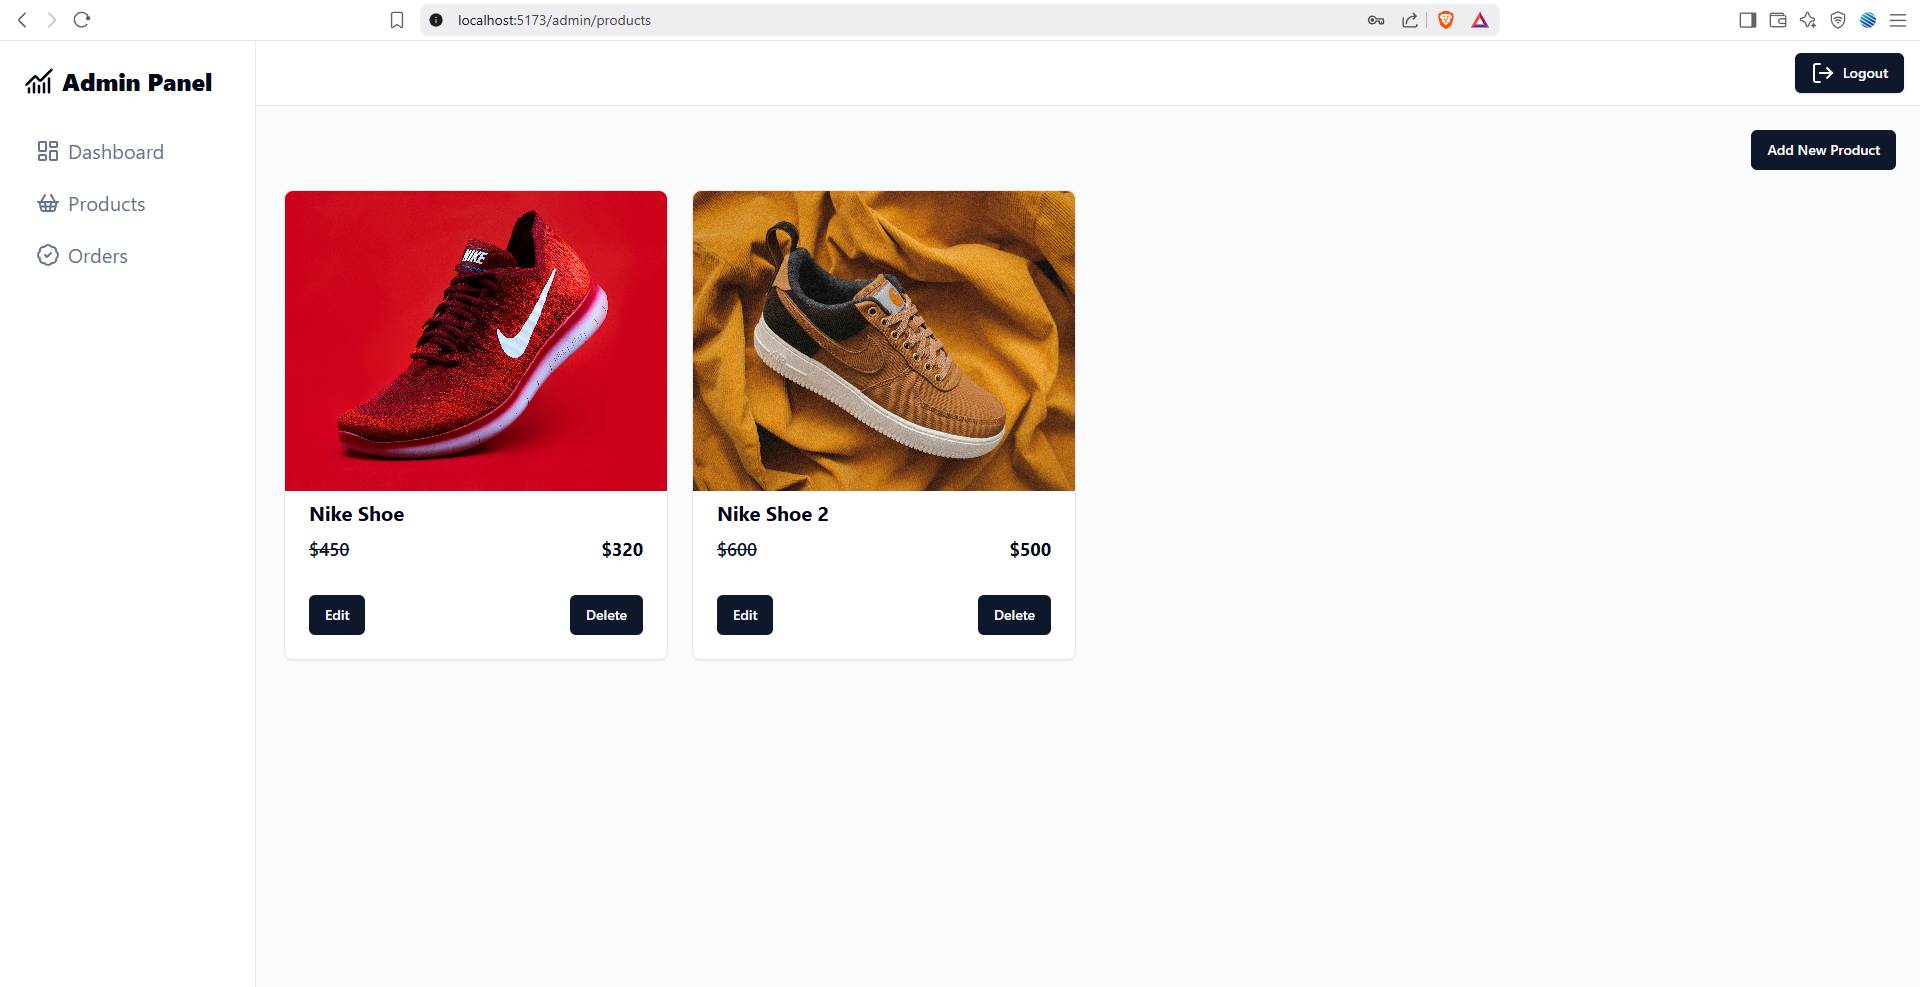 localhost:5173/admin/products
Admin Panel
Logout
Dashboard
Products
Orders
Add New Product
NIKE
Nike Shoe
$450 $320
Edit Delete
Nike Shoe 2
$600 $500
Edit Delete